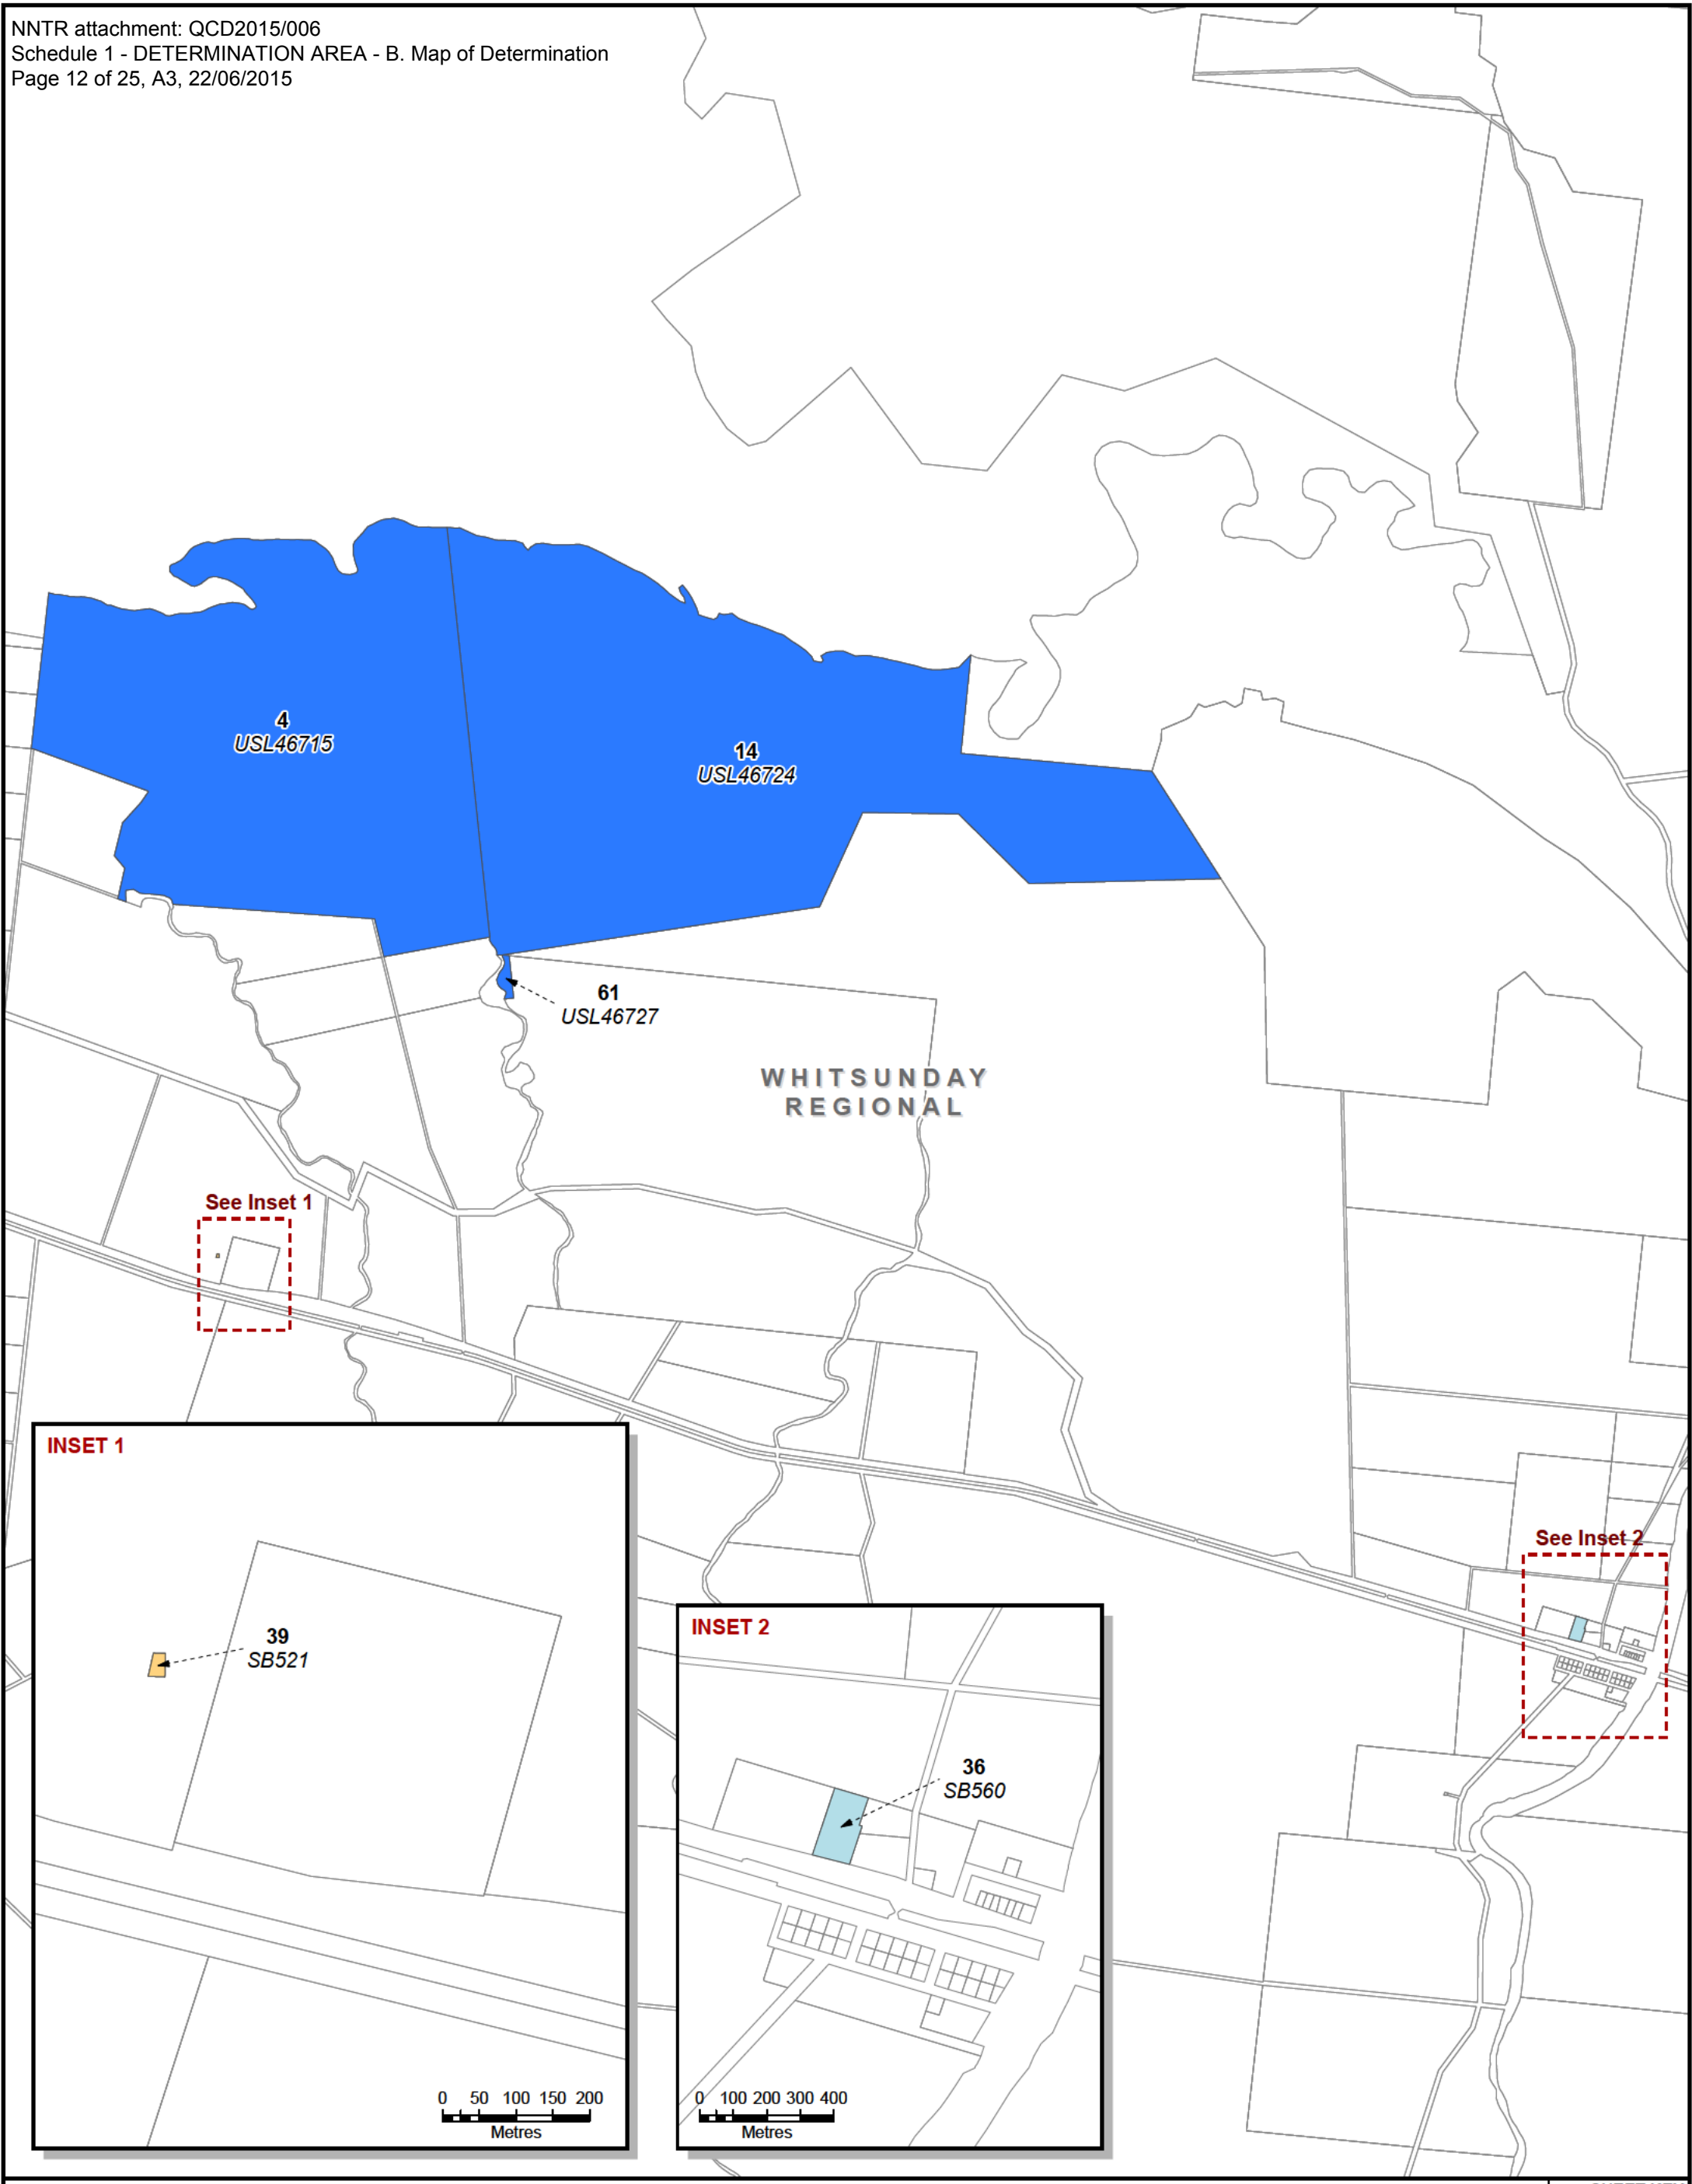 NNTR attachment: QCD2015/006
Schedule 1 - DETERMINATION AREA - B. Map of Determination
Page 12 of 25, A3, 22/06/2015
4
USL46715
14
USL46724
61
USL46727
WHITSUNDAY
REGIONAL
See Inset 1
See Inset 2
INSET 1
39
SB521
0 50 100 150 200
Metres
INSET 2
36
SB560
0 100 200 300 400
Metres